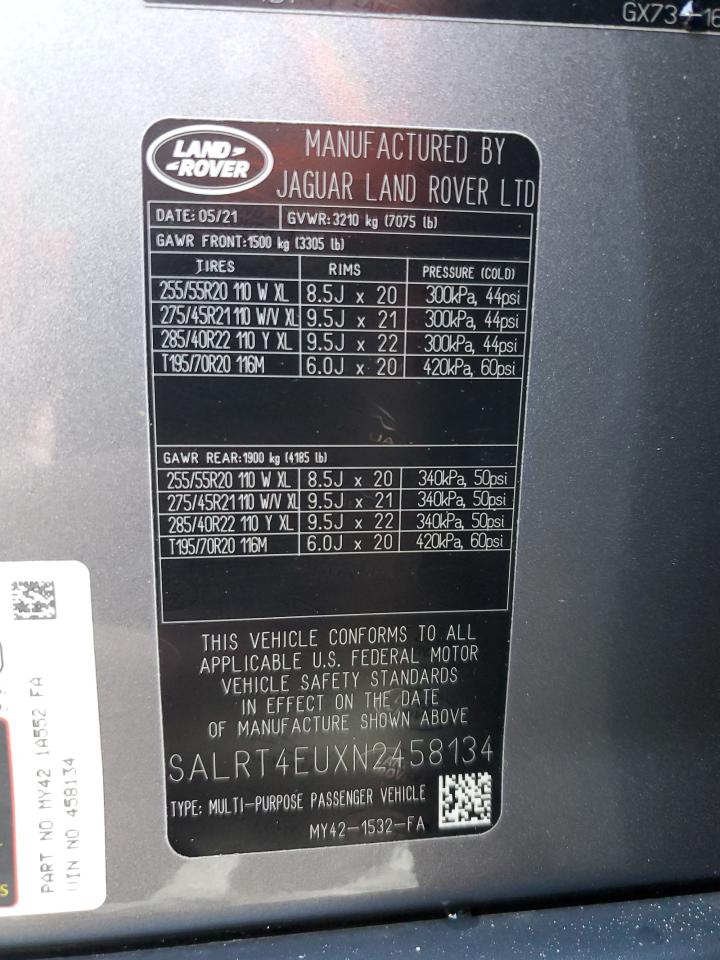 GX73-
LAND-
-ROVER
MANUFACTURED BY
JAGUAR LAND ROVER LTD
DATE: 05/21 GVWR: 3210 kg (7075 lb)
GAWR FRONT: 1500 kg (3305 lb)
TIRES RIMS PRESSURE (COLD)
255/55R20 110 W XL 8.5J x 20 300kPa, 44psi
275/45R21 110 W/V XL 9.5J x 21 300kPa, 44psi
285/40R22 110 Y XL 9.5J x 22 300kPa, 44psi
T195/70R20 116M 6.0J x 20 420kPa, 60psi
GAWR REAR: 1900 kg (4185 lb)
255/55R20 110 W XL 8.5J x 20 340kPa, 50psi
275/45R21 110 W/V XL 9.5J x 21 340kPa, 50psi
285/40R22 110 Y XL 9.5J x 22 340kPa, 50psi
T195/70R20 116M 6.0J x 20 420kPa, 60psi
THIS VEHICLE CONFORMS TO ALL
APPLICABLE U.S. FEDERAL MOTOR
VEHICLE SAFETY STANDARDS
IN EFFECT ON THE DATE
OF MANUFACTURE SHOWN ABOVE
SALRT4EUXN2458134
TYPE: MULTI-PURPOSE PASSENGER VEHICLE
MY42-1532-FA
PART NO MY42 1A552 FA
VIN NO 458134